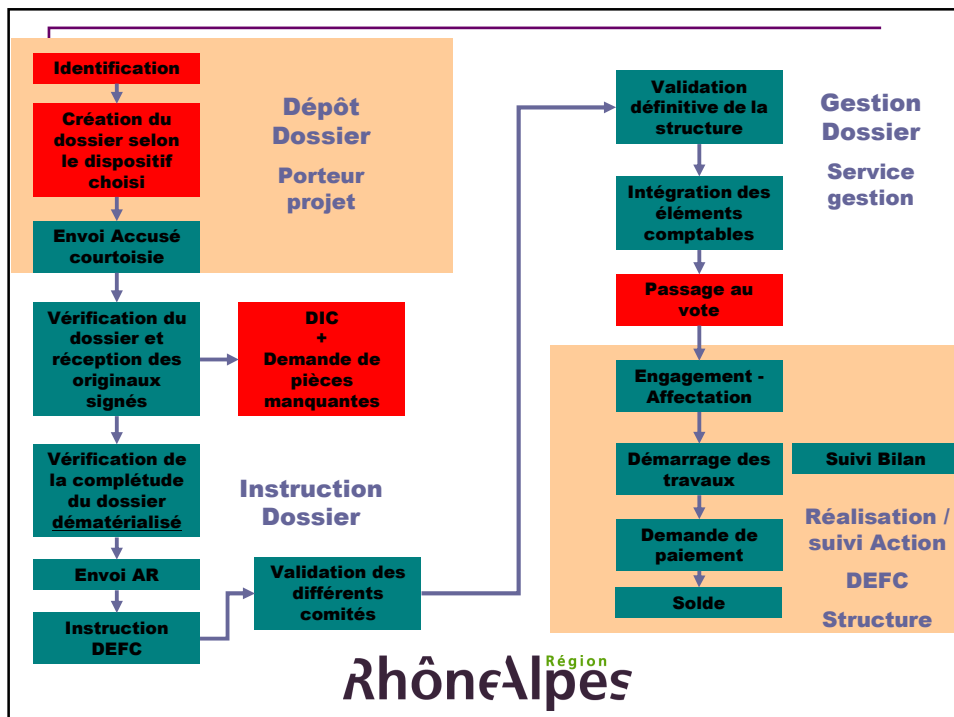 Identification
Création du
dossier selon
le dispositif
choisi
Envoi Accusé
courtoisie
Dépôt
Dossier
Porteur
projet
Vérification du
dossier et
réception des
originaux
signés
DIC
+
Demande de
pièces
manquantes
Vérification de
la complétude
du dossier
dématérialisé
Instruction
Dossier
Envoi AR
Instruction
DEFC
Validation des
différents
comités
Validation
définitive de la
structure
Gestion
Dossier
Service
gestion
Intégration des
éléments
comptables
Passage au
vote
Engagement -
Affectation
Démarrage des
travaux
Suivi Bilan
Demande de
paiement
Solde
Réalisation /
suivi Action
DEFC
Structure
Région
RhôneAlpes